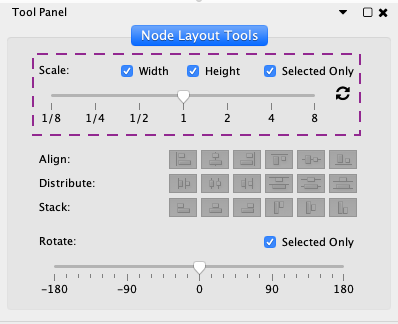 Tool Panel
Node Layout Tools
Scale: Width Height Selected Only
1/8 1/4 1/2 1 2 4 8
Align:
Distribute:
Stack:
Rotate: Selected Only
-180 -90 0 90 180